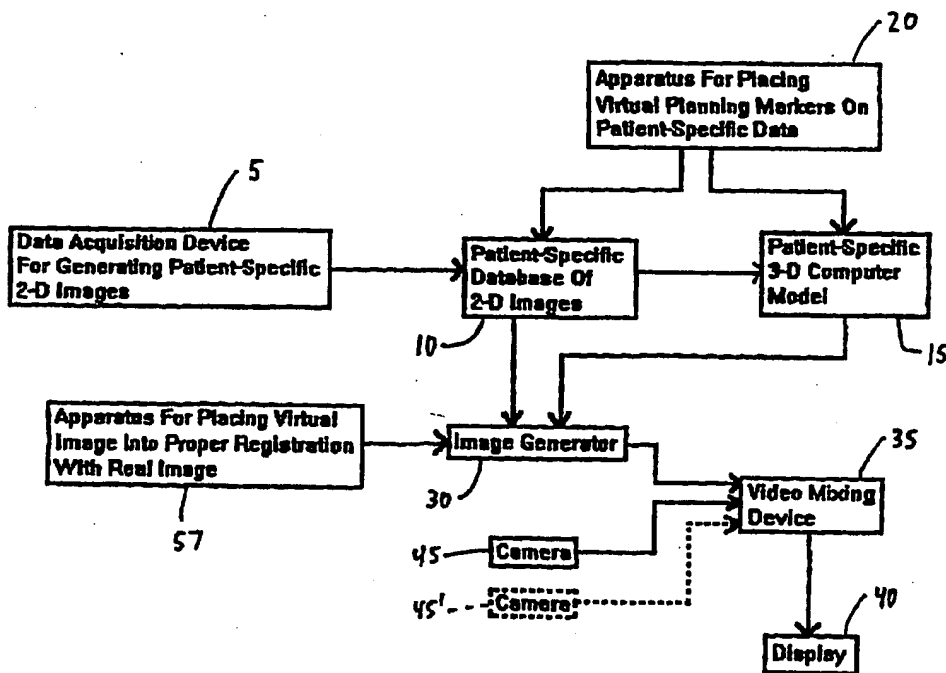 20
Apparatus For Placing
Virtual Planning Markers On
Patient-Specific Data
5
Data Acquisition Device
For Generating Patient-Specific
2-D Images
Patient-Specific
Database Of
2-D Images
Patient-Specific
3-D Computer
Model
10
15
Apparatus For Placing Virtual
Image Into Proper Registration
With Real Image
Image Generator
35
57
30
Video Mixing
Device
45
Camera
45'
Camera
40
Display